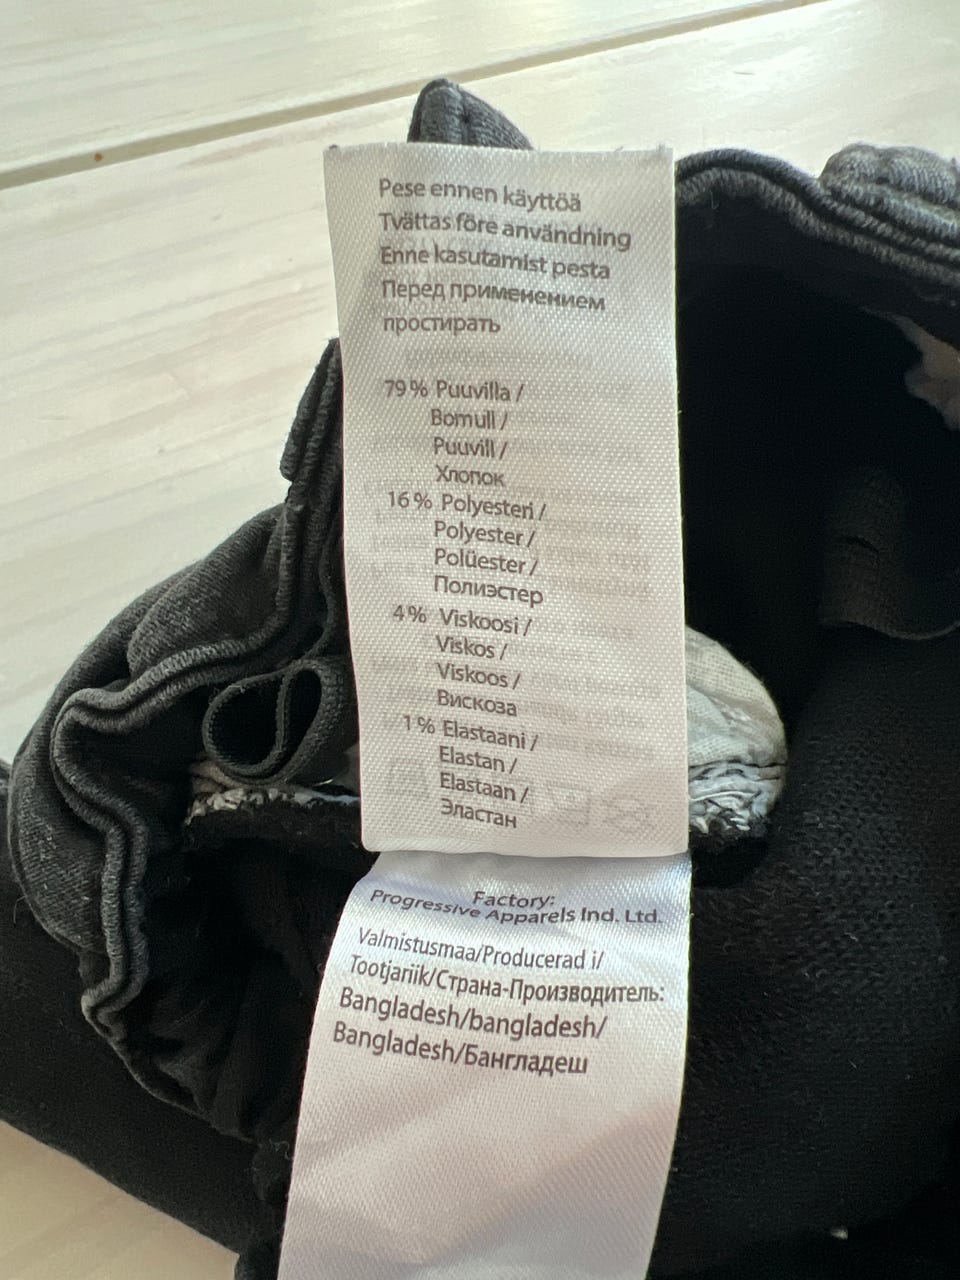 Pese ennen käyttöä
Tvättas före användning
Enne kasutamist pesta
Перед применением
простирать
79% Puuvilla /
Bomull /
Puuvill /
Хлопок
16% Polyesteri /
Polyester /
Polüester /
Полиэстер
4% Viskoosi /
Viskos /
Viskoos /
Вискоза
1% Elastaani /
Elastan /
Elastaan /
Эластан
Factory:
Progressive Apparels Ind. Ltd.
Valmistusmaa/Producerad i/
Tootjariik/Страна-Производитель:
Bangladesh/bangladesh/
Bangladesh/Бангладеш